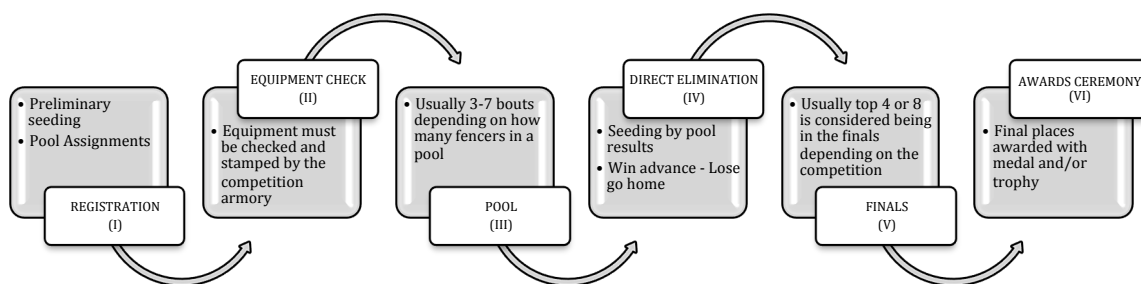 • Preliminary
seeding
• Pool Assignments
REGISTRATION
(I)
EQUIPMENT CHECK
(II)
• Equipment must
be checked and
stamped by the
competition
armory
• Usually 3-7 bouts
depending on how
many fencers in a
pool
POOL
(III)
DIRECT ELIMINATION
(IV)
• Seeding by pool
results
• Win advance - Lose
go home
• Usually top 4 or 8
is considered being
in the finals
depending on the
competition
FINALS
(V)
AWARDS CEREMONY
(VI)
• Final places
awarded with
medal and/or
trophy